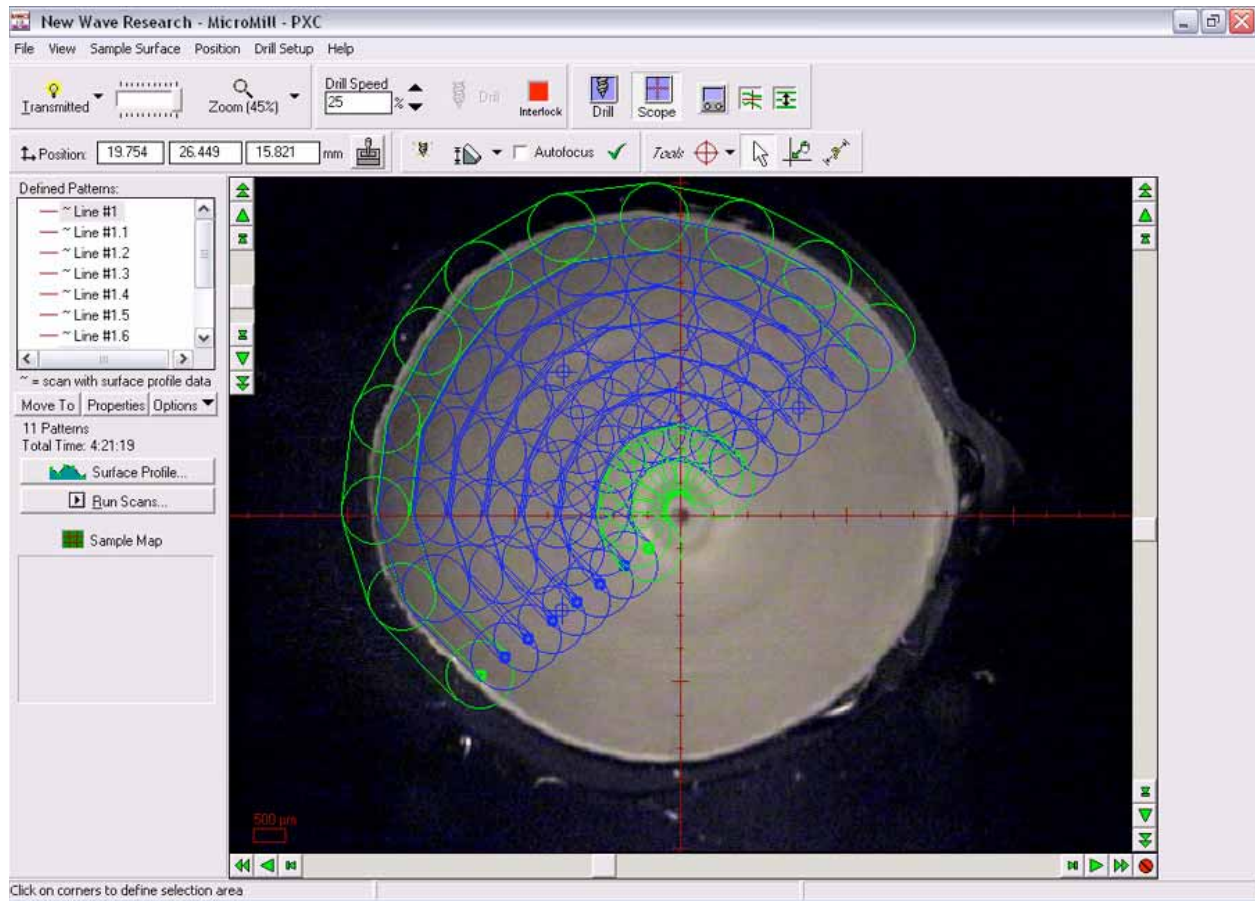 New Wave Research - MicroMill - PXC
File View Sample Surface Position Drill Setup Help
Transmitted
Zoom (45%)
Drill Speed
25 %
Drill
Interlock
Drill
Scope
Position: 19.754 26.449 15.821 mm
Autofocus
Tools
Defined Patterns:
~ Line #1
~ Line #1.1
~ Line #1.2
~ Line #1.3
~ Line #1.4
~ Line #1.5
~ Line #1.6
~ = scan with surface profile data
Move To Properties Options
11 Patterns
Total Time: 4:21:19
Surface Profile...
Run Scans...
Sample Map
500 µm
Click on corners to define selection area